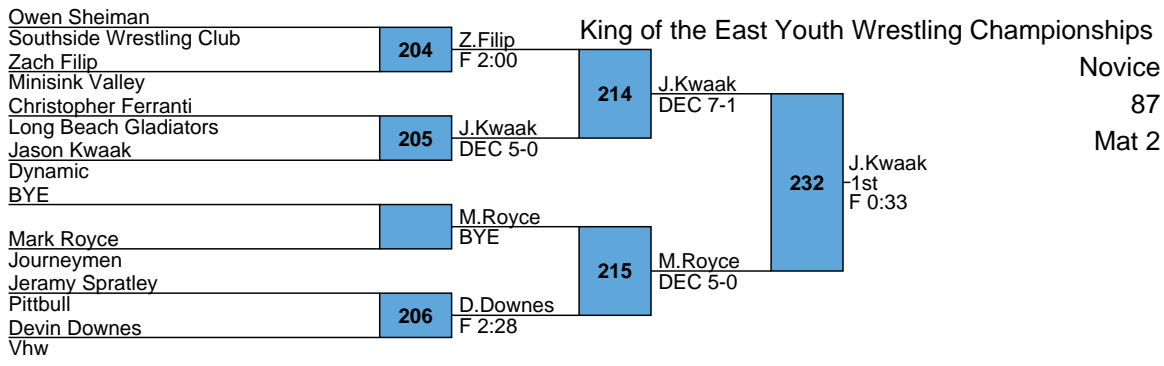 Owen Sheiman
Southside Wrestling Club
Zach Filip
Minisink Valley
Christopher Ferranti
Long Beach Gladiators
Jason Kwaak
Dynamic
BYE
Mark Royce
Journeymen
Jeramy Spratley
Pittbull
Devin Downes
Vhw
204
205
206
Z.Filip
F 2:00
J.Kwaak
DEC 5-0
M.Royce
BYE
D.Downes
F 2:28
214
215
J.Kwaak
DEC 7-1
M.Royce
DEC 5-0
232
J.Kwaak
1st
F 0:33
King of the East Youth Wrestling Championships
Novice
87
Mat 2